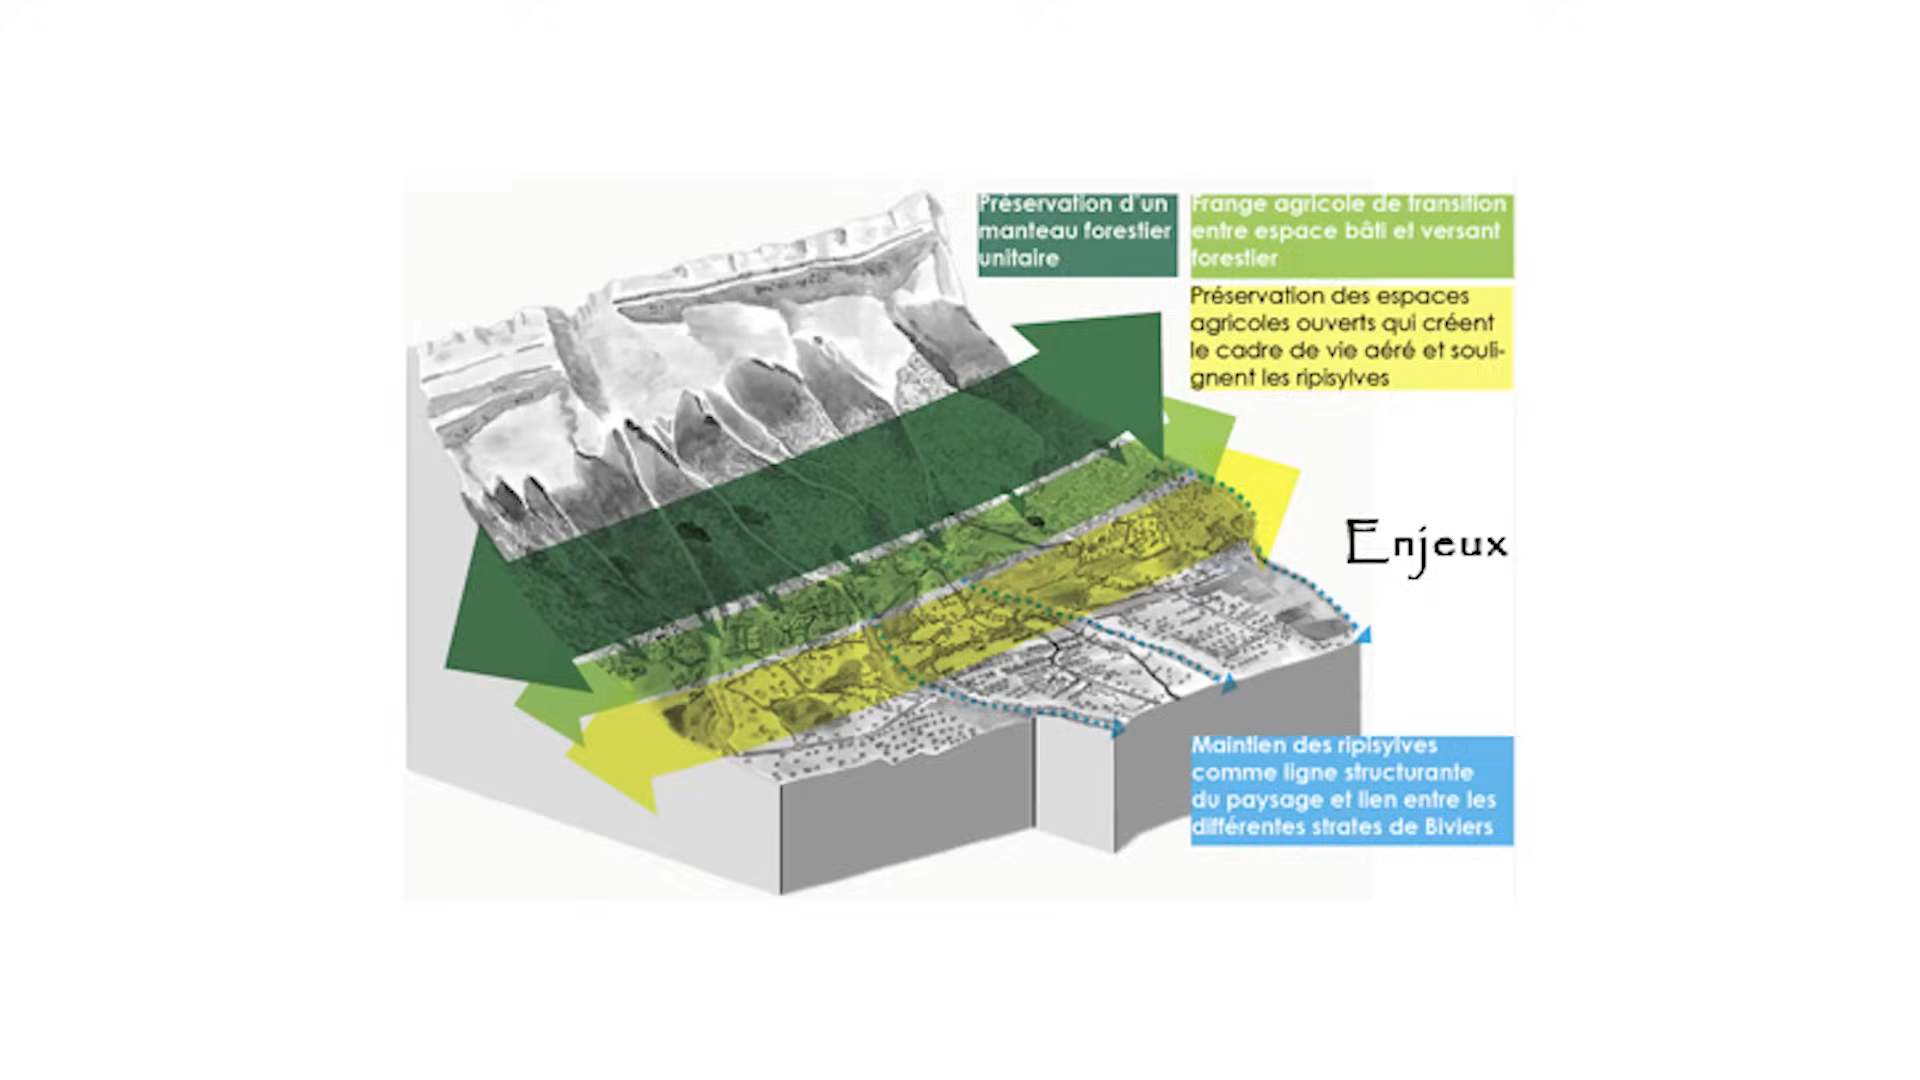 Préservation d'un
manteau forestier
unitaire
Frange agricole de transition
entre espace bâti et versant
forestier
Préservation des espaces
agricoles ouverts qui créent
le cadre de vie aéré et souli-
gnent les ripisylves
Enjeux
Maintien des ripisylves
comme ligne structurante
du paysage et lien entre les
différentes strates de Biviers